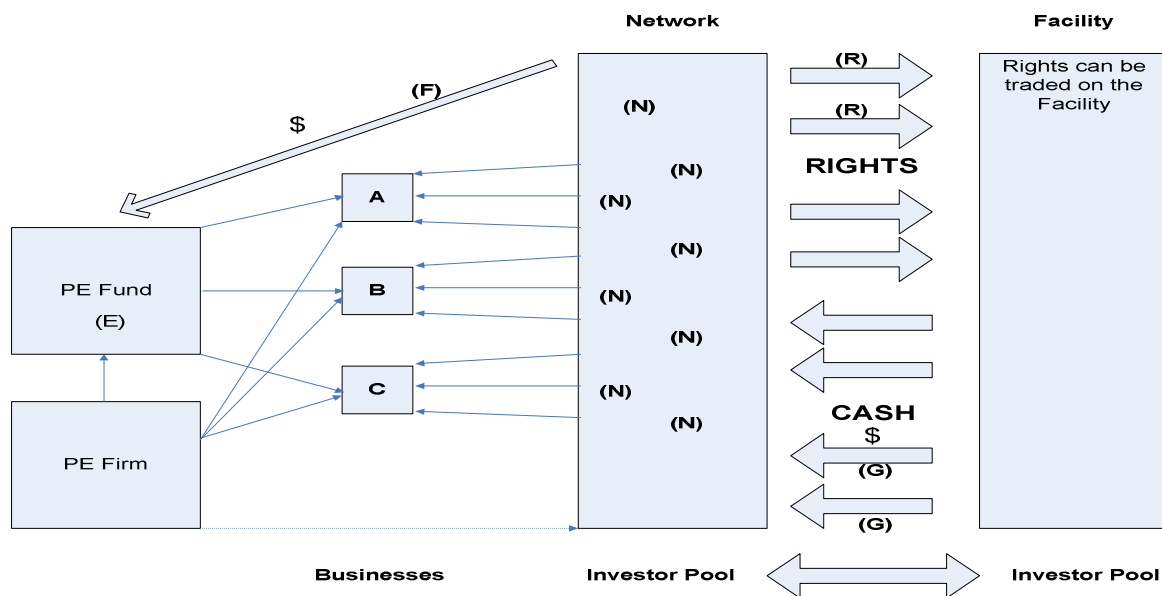 Network
Facility
Rights can be
traded on the
Facility
(R)
(F)
(N)
$
(R)
(N)
RIGHTS
A
(N)
(N)
PE Fund
(E)
B
(N)
(N)
C
(N)
CASH
(N)
$
PE Firm
(G)
(G)
Businesses
Investor Pool
Investor Pool